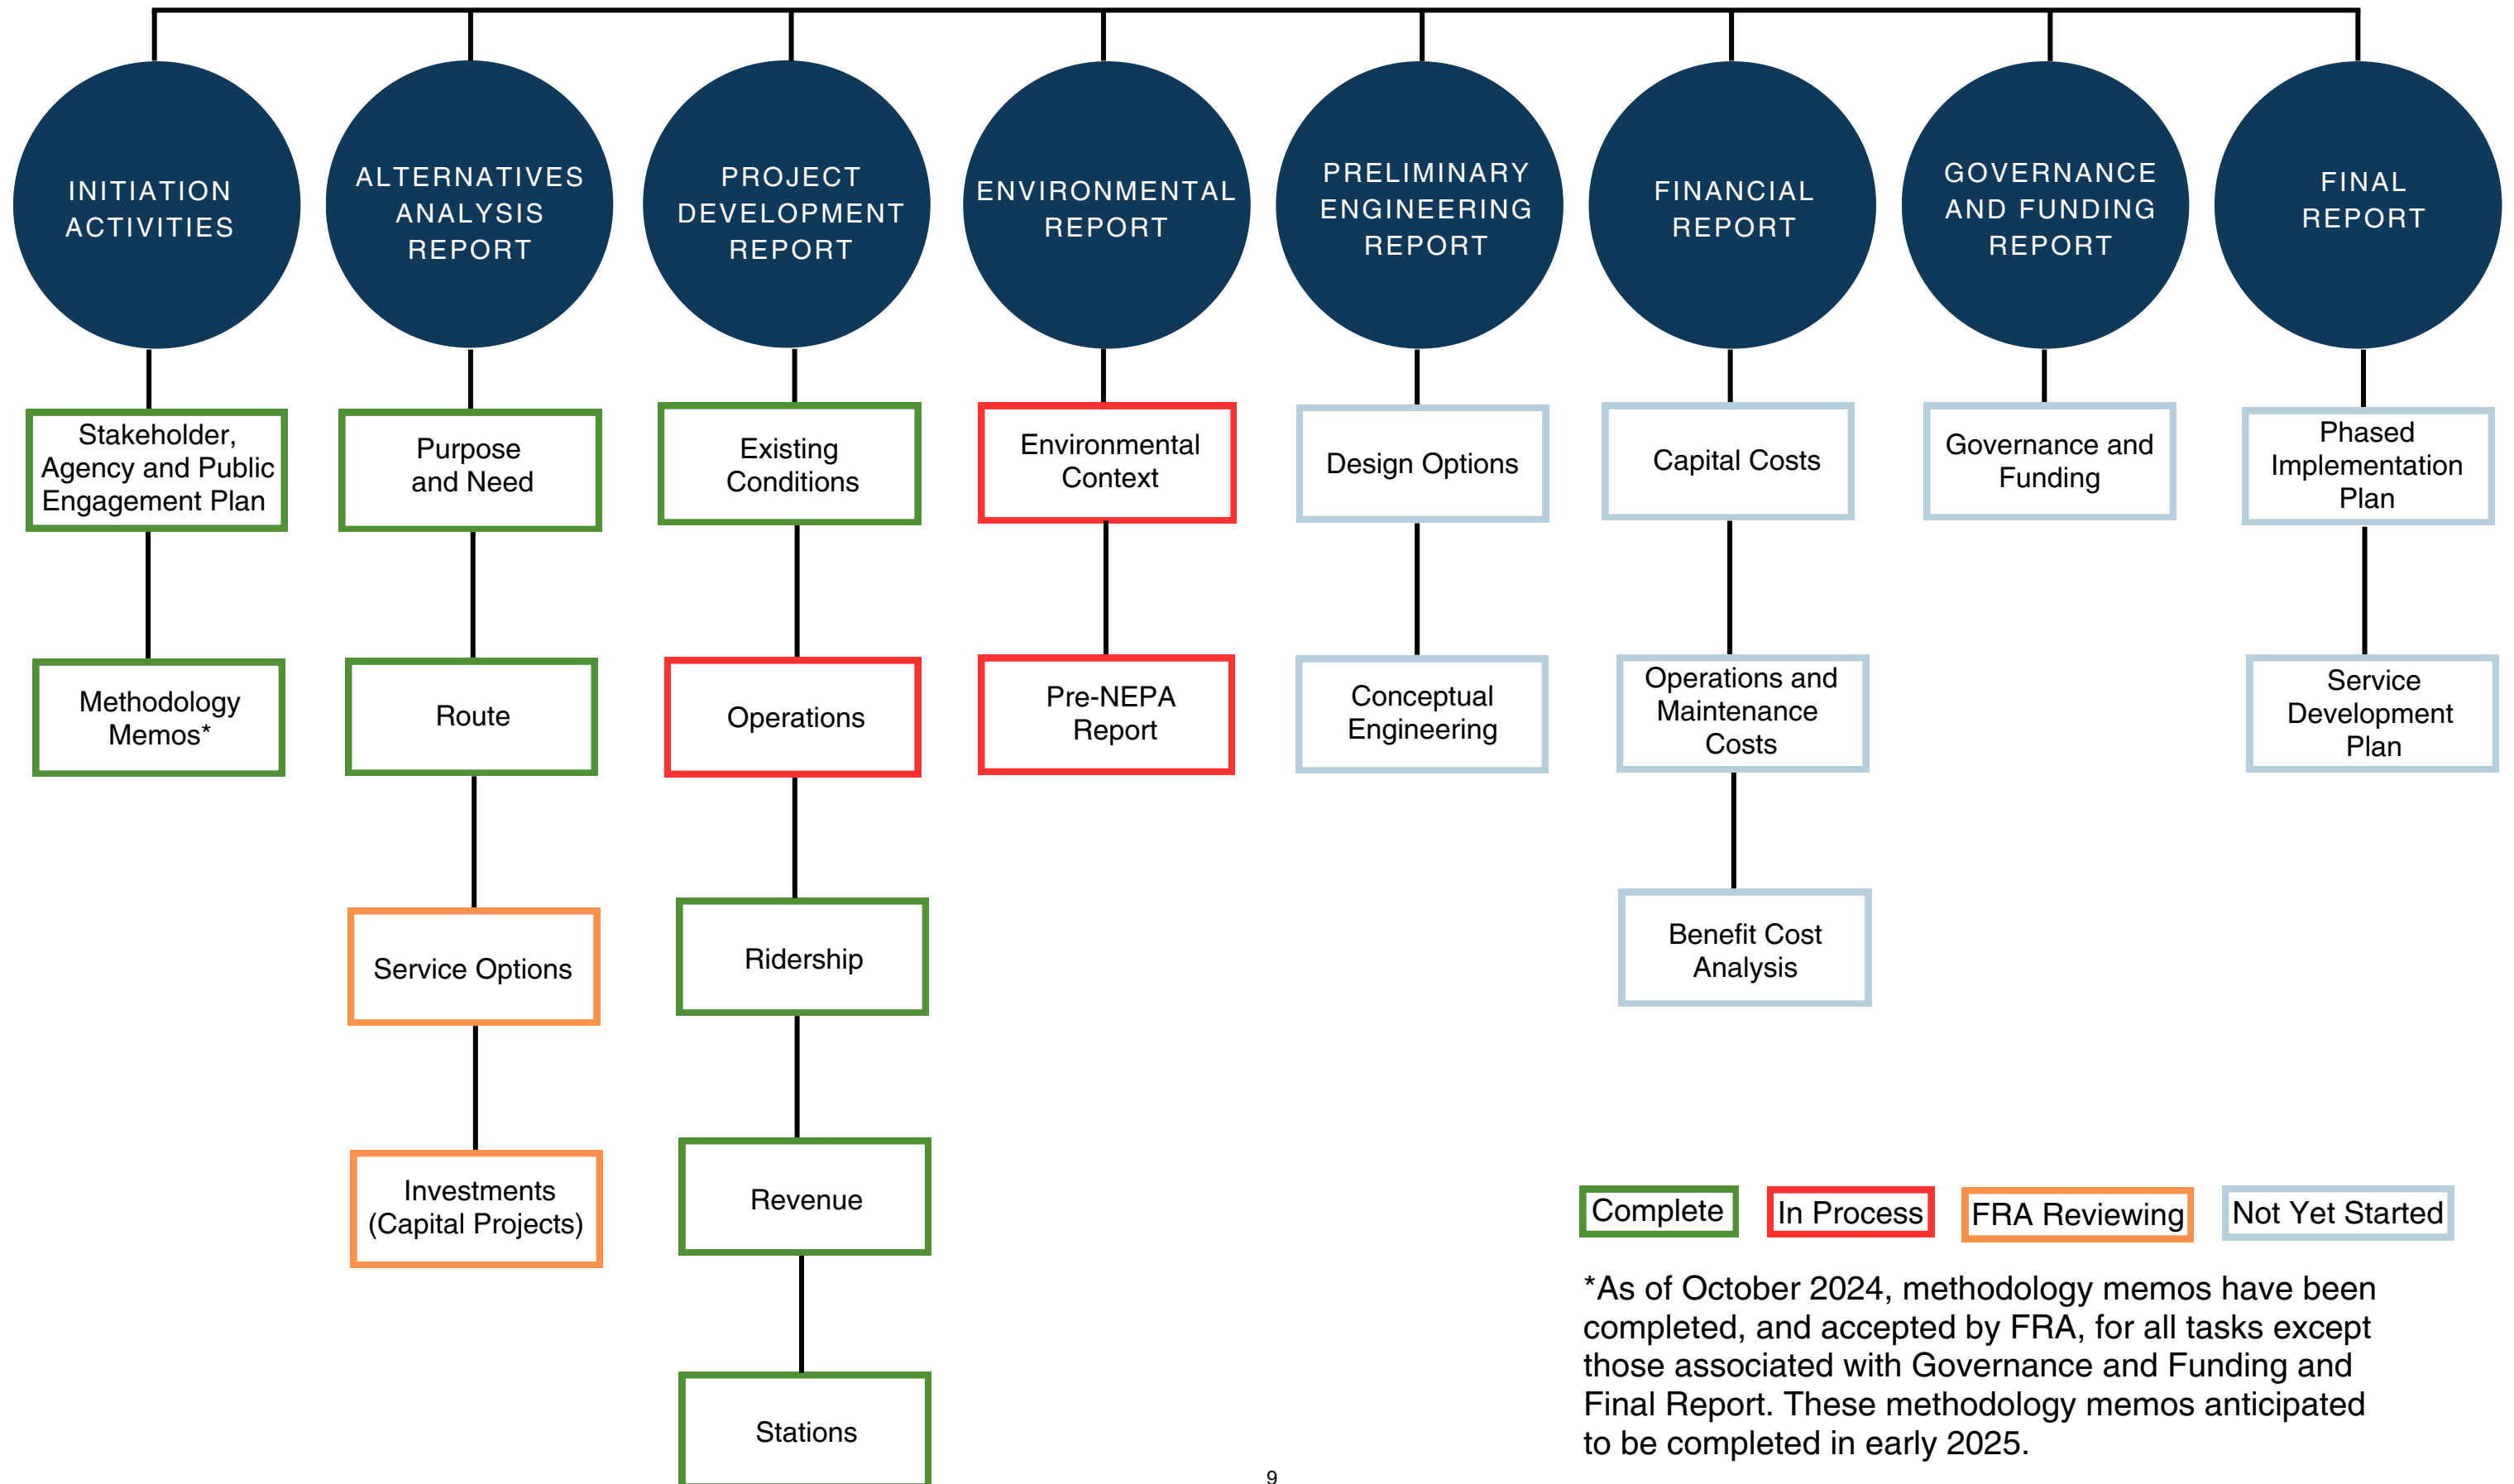 INITIATION
ACTIVITIES
ALTERNATIVES
ANALYSIS
REPORT
PROJECT
DEVELOPMENT
REPORT
ENVIRONMENTAL
REPORT
PRELIMINARY
ENGINEERING
REPORT
FINANCIAL
REPORT
GOVERNANCE
AND FUNDING
REPORT
FINAL
REPORT
Stakeholder,
Agency and Public
Engagement Plan
Methodology
Memos*
Purpose
and Need
Route
Service Options
Investments
(Capital Projects)
Existing
Conditions
Operations
Ridership
Revenue
Stations
Environmental
Context
Pre-NEPA
Report
Design Options
Conceptual
Engineering
Capital Costs
Operations and
Maintenance
Costs
Benefit Cost
Analysis
Governance and
Funding
Phased
Implementation
Plan
Service
Development
Plan
Complete
In Process
FRA Reviewing
Not Yet Started
*As of October 2024, methodology memos have been
completed, and accepted by FRA, for all tasks except
those associated with Governance and Funding and
Final Report. These methodology memos anticipated
to be completed in early 2025.
9